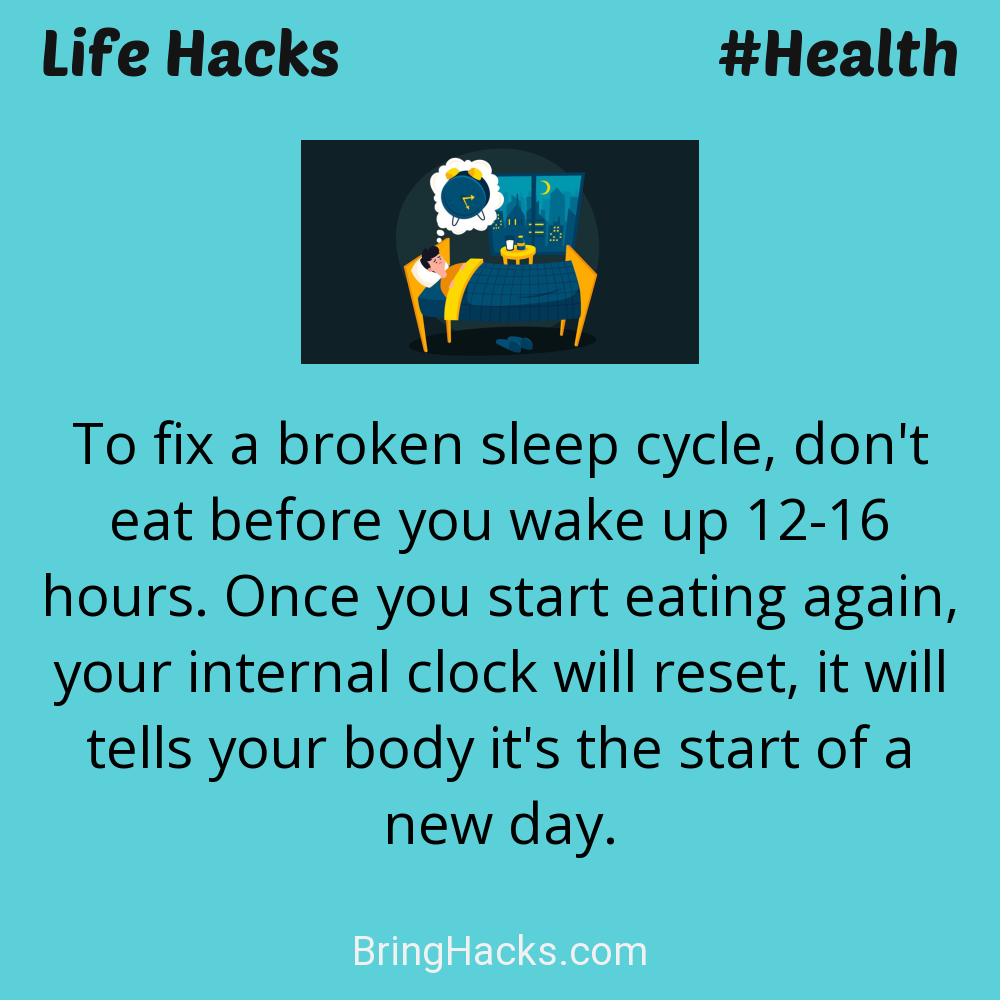 Life Hacks #Health
To fix a broken sleep cycle, don't
eat before you wake up 12-16
hours. Once you start eating again,
your internal clock will reset, it will
tells your body it's the start of a
new day.
BringHacks.com